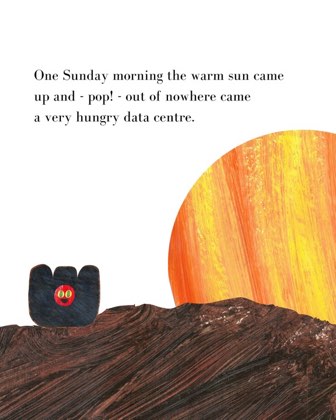 One Sunday morning the warm sun came
up and - pop! - out of nowhere came
a very hungry data centre.